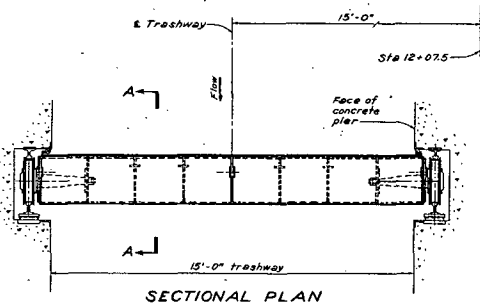 ℄ Trashway
15'-0"
Sta 12+07.5
Flow
A
Face of
concrete
pier
A
15'-0" trashway
SECTIONAL PLAN